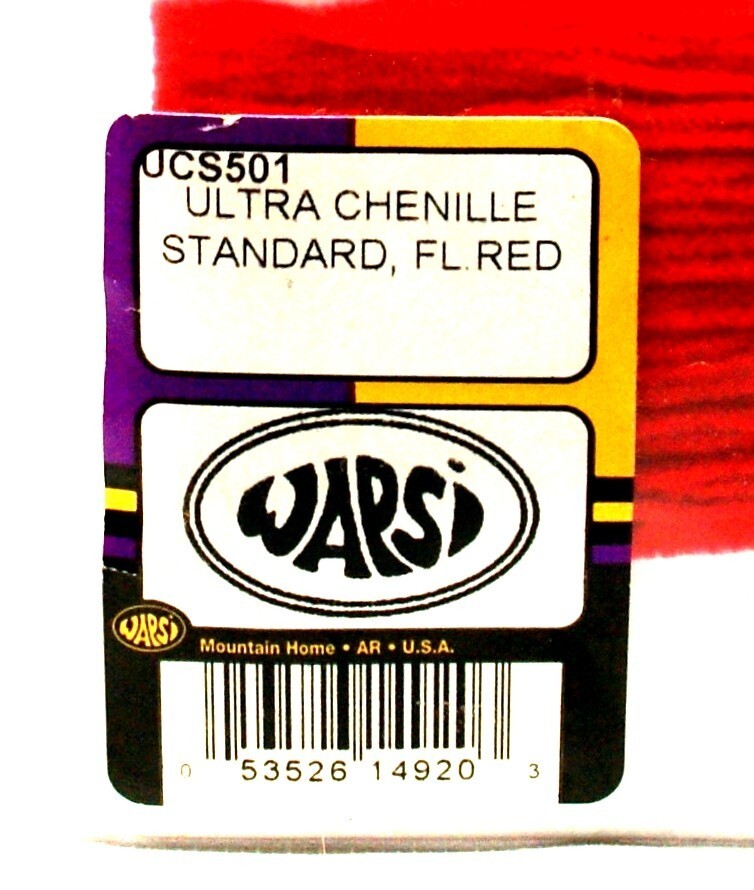 UCS501
ULTRA CHENILLE
STANDARD, FL.RED
WAPSi
WAPSi
Mountain Home • AR • U.S.A.
0 53526 14920 3